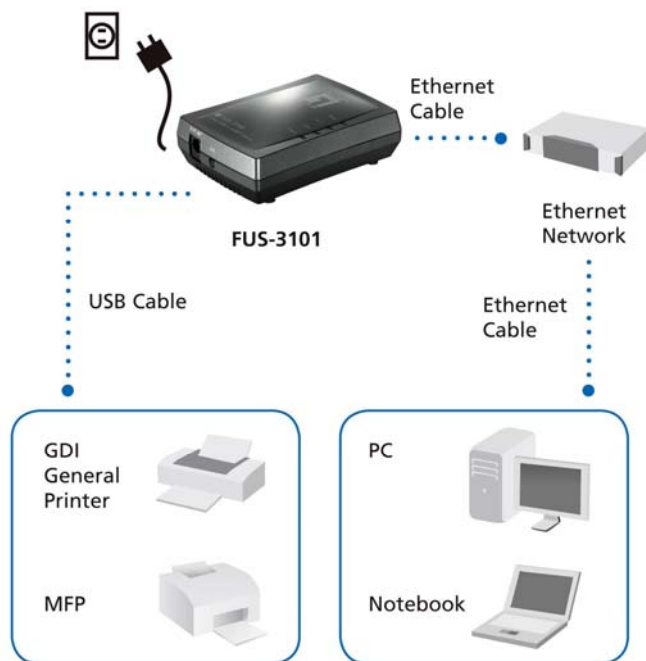 Ethernet
Cable
FUS-3101
Ethernet
Network
USB Cable
Ethernet
Cable
GDI
General
Printer
MFP
PC
Notebook